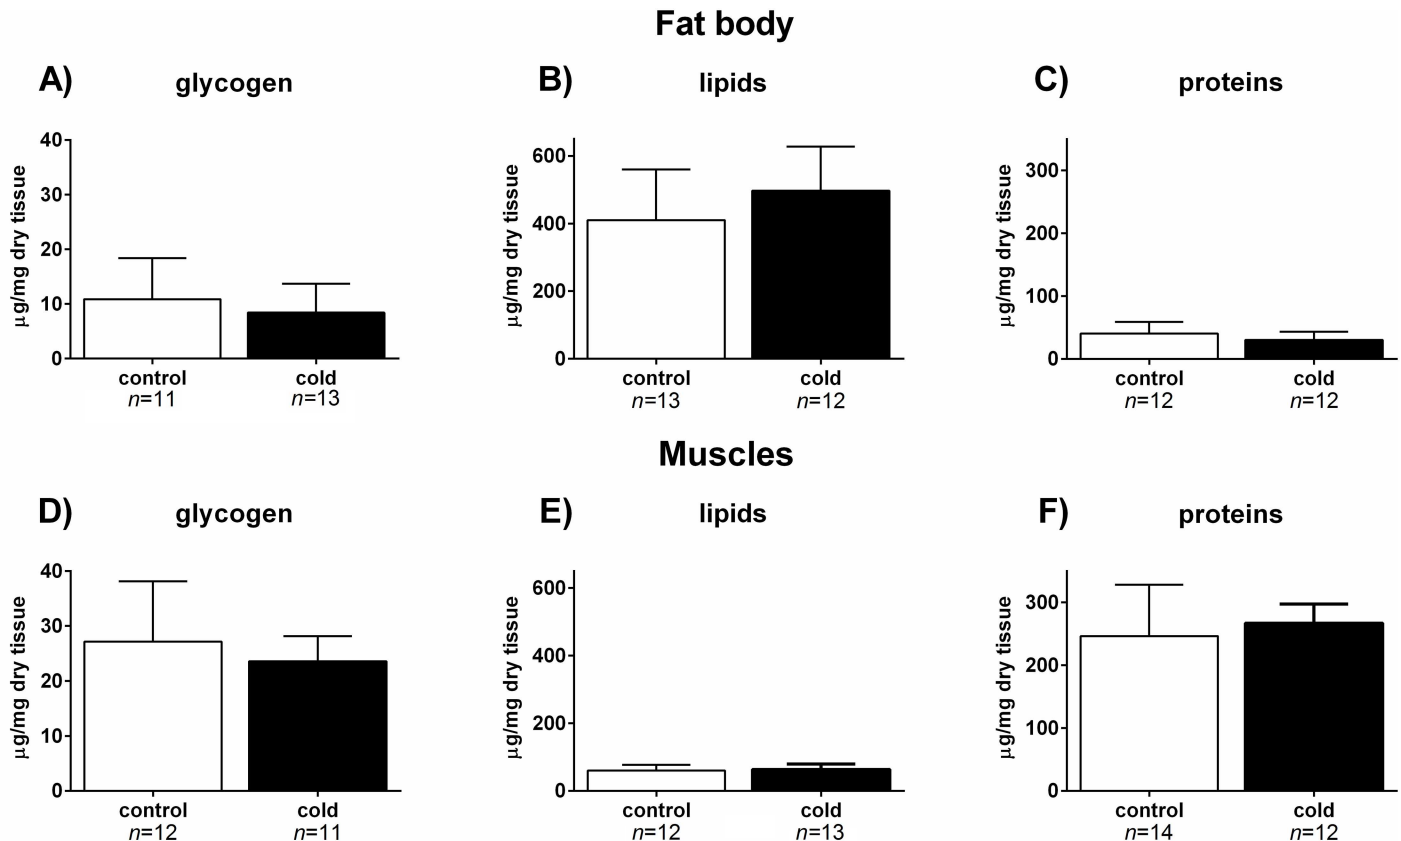 Fat body
A) glycogen
μg/mg dry tissue
40
30
20
10
0
control cold
n=11 n=13
B) lipids
μg/mg dry tissue
600
400
200
0
control cold
n=13 n=12
C) proteins
μg/mg dry tissue
300
200
100
0
control cold
n=12 n=12
Muscles
D) glycogen
μg/mg dry tissue
40
30
20
10
0
control cold
n=12 n=11
E) lipids
μg/mg dry tissue
600
400
200
0
control cold
n=12 n=13
F) proteins
μg/mg dry tissue
300
200
100
0
control cold
n=14 n=12